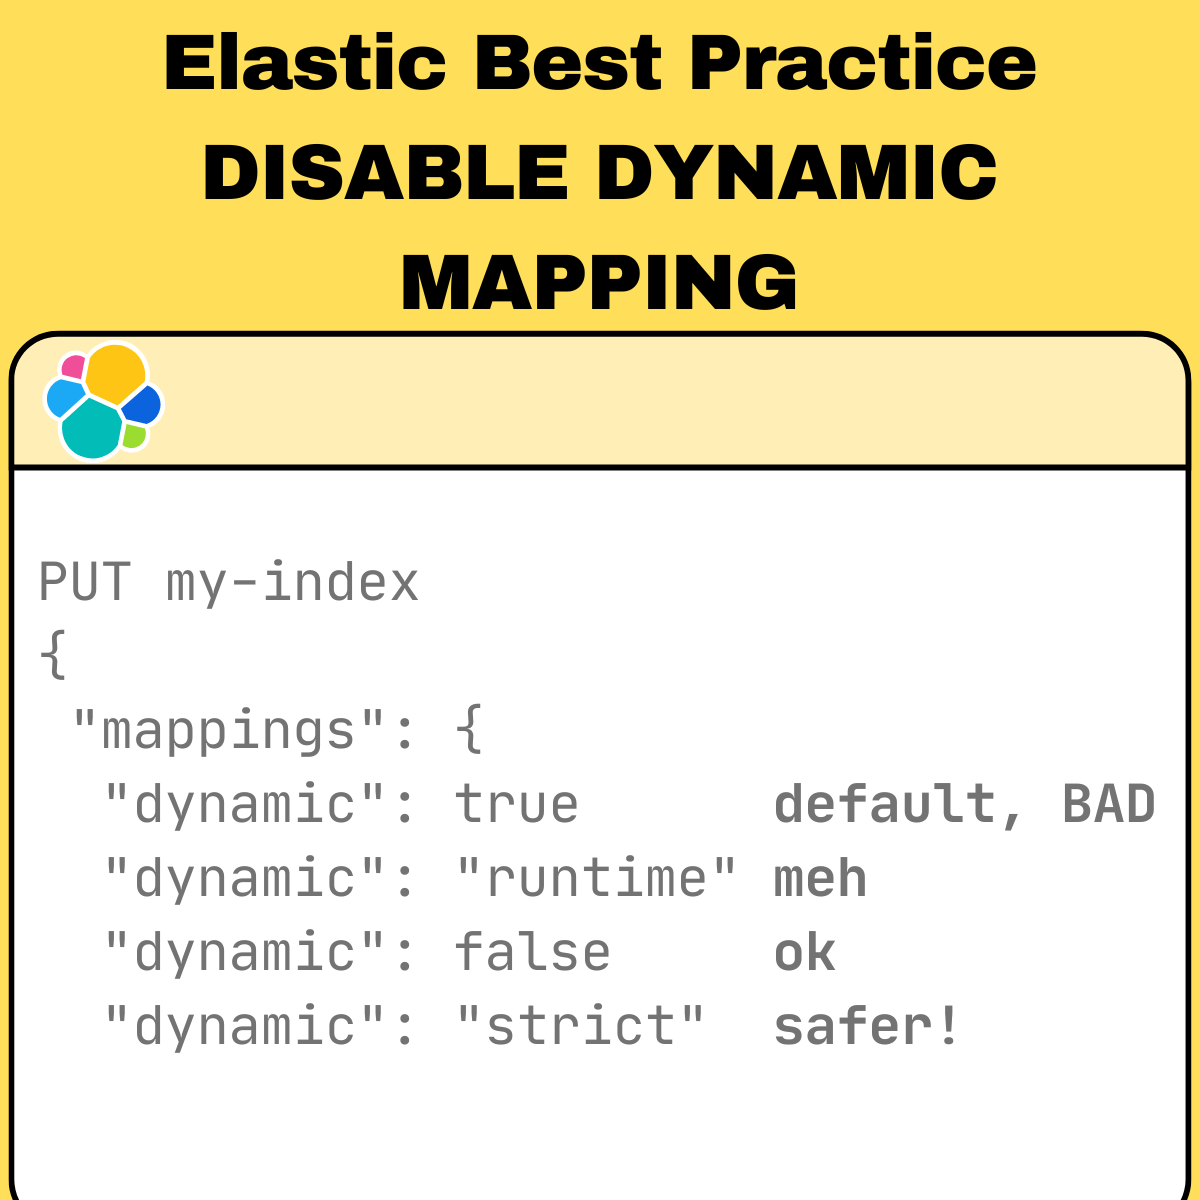 Elastic Best Practice
DISABLE DYNAMIC
MAPPING
PUT my-index
{
 "mappings": {
  "dynamic": true      default, BAD
  "dynamic": "runtime" meh
  "dynamic": false     ok
  "dynamic": "strict"  safer!